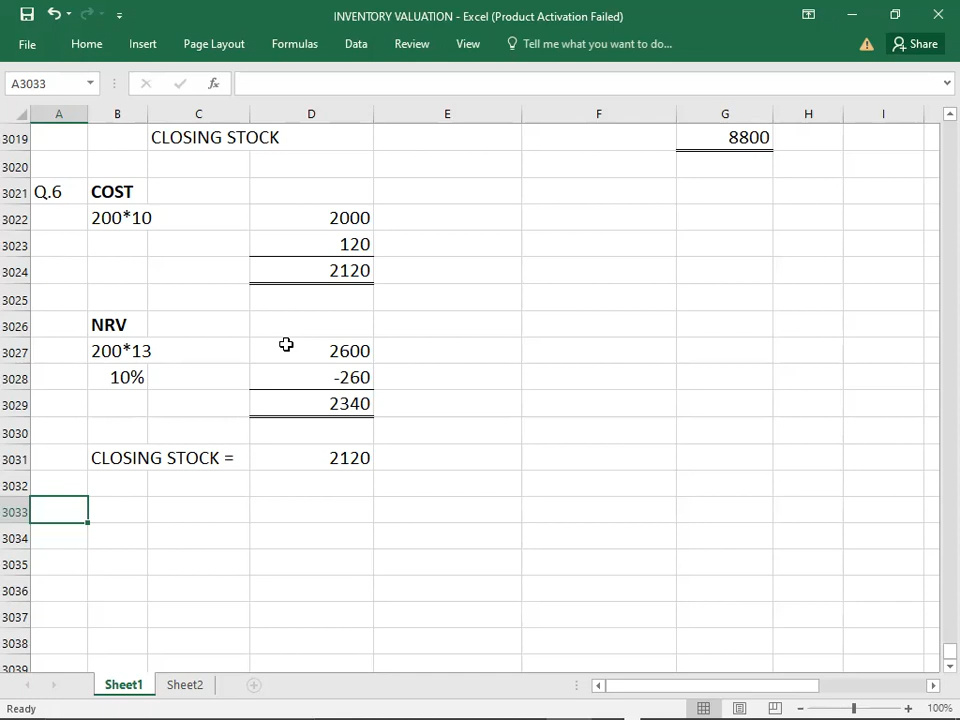 INVENTORY VALUATION - Excel (Product Activation Failed)
File Home Insert Page Layout Formulas Data Review View Tell me what you want to do... Share
A3033 fx
A B C D E F G H I
3019 CLOSING STOCK 8800
3020
3021 Q.6 COST
3022 200*10 2000
3023 120
3024 2120
3025
3026 NRV
3027 200*13 2600
3028 10% -260
3029 2340
3030
3031 CLOSING STOCK = 2120
3032
3033
3034
3035
3036
3037
3038
3039
Sheet1 Sheet2
Ready 100%